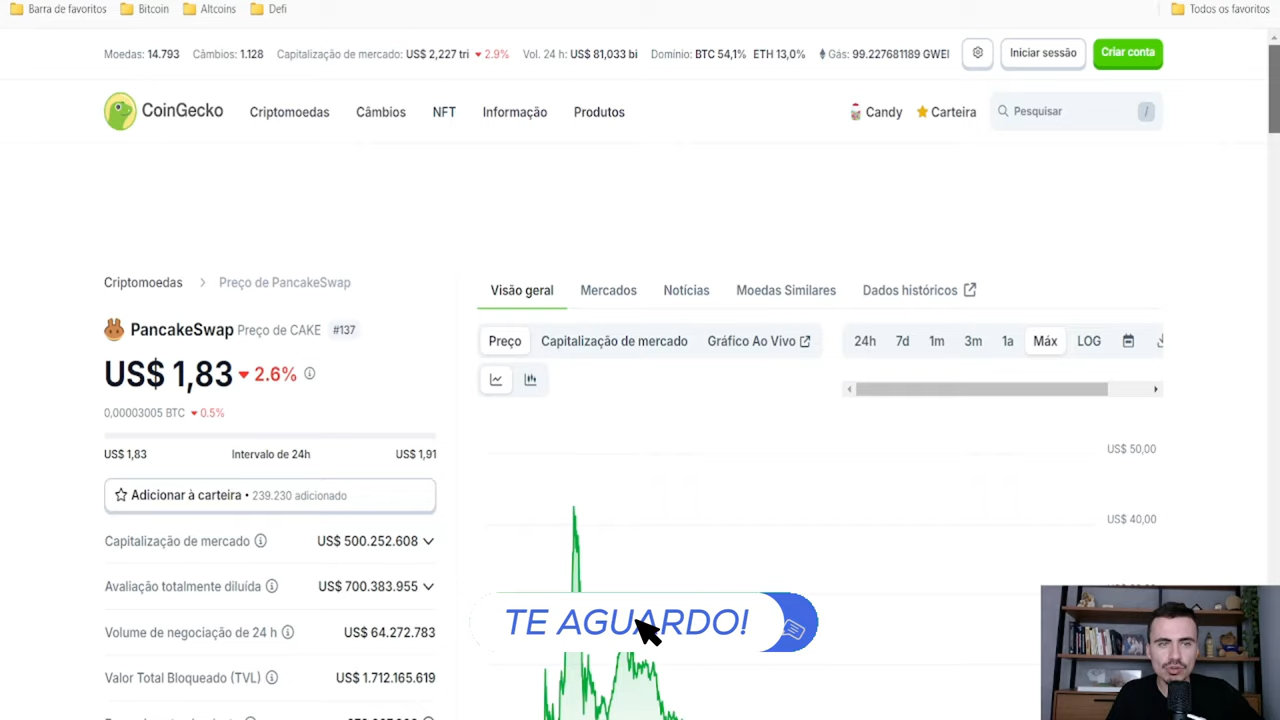 Barra de favoritos Bitcoin Altcoins Defi Todos os favoritos
Moedas: 14.793 Câmbios: 1.128 Capitalização de mercado: US$ 2,227 tri 2.9% Vol. 24 h: US$ 81,033 bi Domínio: BTC 54,1% ETH 13,0% Gás: 99.227681189 GWEI Iniciar sessão Criar conta
CoinGecko Criptomoedas Câmbios NFT Informação Produtos Candy Carteira Pesquisar /
Criptomoedas > Preço de PancakeSwap
Visão geral Mercados Notícias Moedas Similares Dados históricos
PancakeSwap Preço de CAKE #137
Preço Capitalização de mercado Gráfico Ao Vivo 24h 7d 1m 3m 1a Máx LOG
US$ 1,83 2.6%
0,00003005 BTC 0.5%
US$ 1,83 Intervalo de 24h US$ 1,91
US$ 50,00
Adicionar à carteira • 239.230 adicionado
US$ 40,00
Capitalização de mercado US$ 500.252.608
Avaliação totalmente diluída US$ 700.383.955
TE AGUARDO!
Volume de negociação de 24 h US$ 64.272.783
Valor Total Bloqueado (TVL) US$ 1.712.165.619